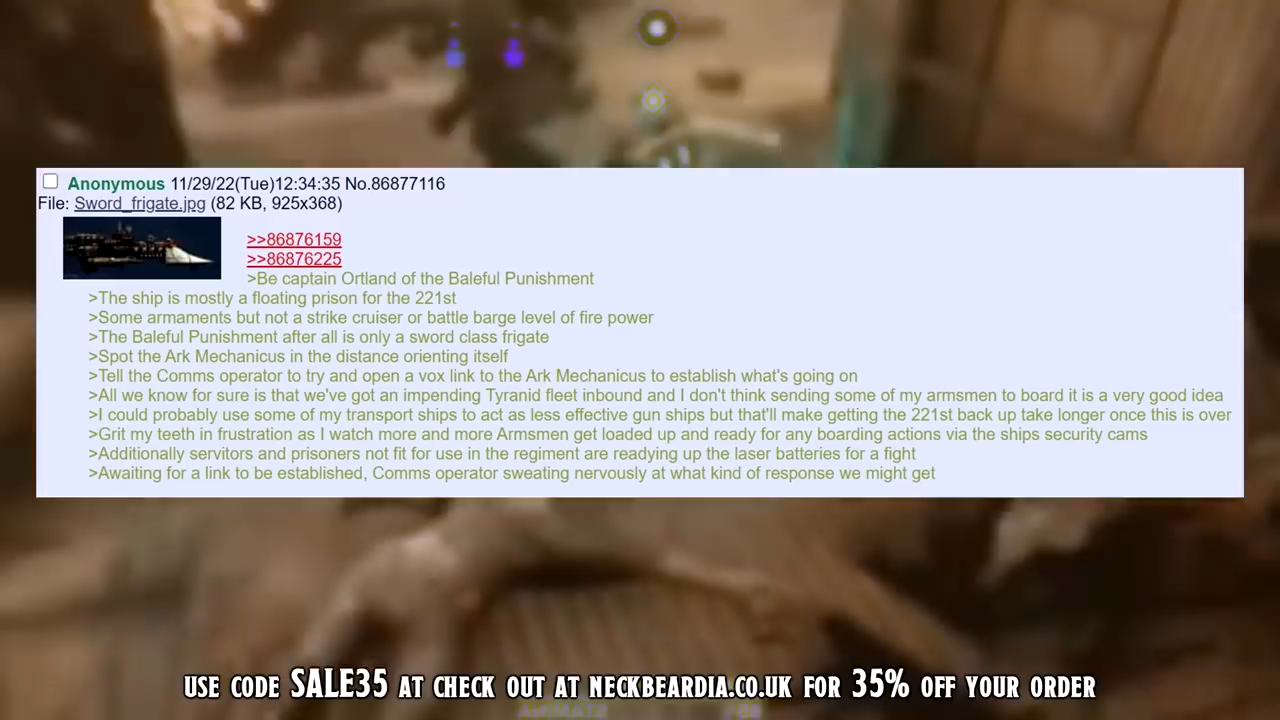 Anonymous 11/29/22(Tue)12:34:35 No.86877116
File: Sword_frigate.jpg (82 KB, 925x368)
>>86876159
>>86876225
>Be captain Ortland of the Baleful Punishment
>The ship is mostly a floating prison for the 221st
>Some armaments but not a strike cruiser or battle barge level of fire power
>The Baleful Punishment after all is only a sword class frigate
>Spot the Ark Mechanicus in the distance orienting itself
>Tell the Comms operator to try and open a vox link to the Ark Mechanicus to establish what's going on
>All we know for sure is that we've got an impending Tyranid fleet inbound and I don't think sending some of my armsmen to board it is a very good idea
>I could probably use some of my transport ships to act as less effective gun ships but that'll make getting the 221st back up take longer once this is over
>Grit my teeth in frustration as I watch more and more Armsmen get loaded up and ready for any boarding actions via the ships security cams
>Additionally servitors and prisoners not fit for use in the regiment are readying up the laser batteries for a fight
>Awaiting for a link to be established, Comms operator sweating nervously at what kind of response we might get
USE CODE SALE35 AT CHECK OUT AT NECKBEARDIA.CO.UK FOR 35% OFF YOUR ORDER